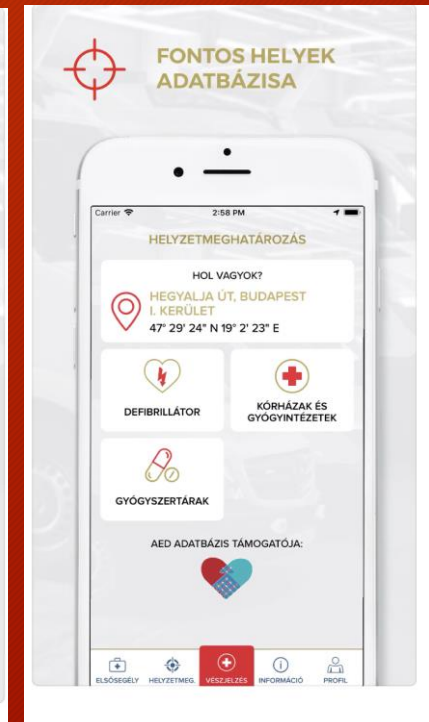 FONTOS HELYEK
ADATBÁZISA
Carrier
2:58 PM
HELYZETMEGHATÁROZÁS
HOL VAGYOK?
HEGYALJA ÚT, BUDAPEST
I. KERÜLET
47° 29' 24" N 19° 2' 23" E
DEFIBRILLÁTOR
KÓRHÁZAK ÉS
GYÓGYINTÉZETEK
GYÓGYSZERTÁRAK
AED ADATBÁZIS TÁMOGATÓJA:
ELSŐSEGÉLY HELYZETMEG. VÉSZJELZÉS INFORMÁCIÓ PROFIL